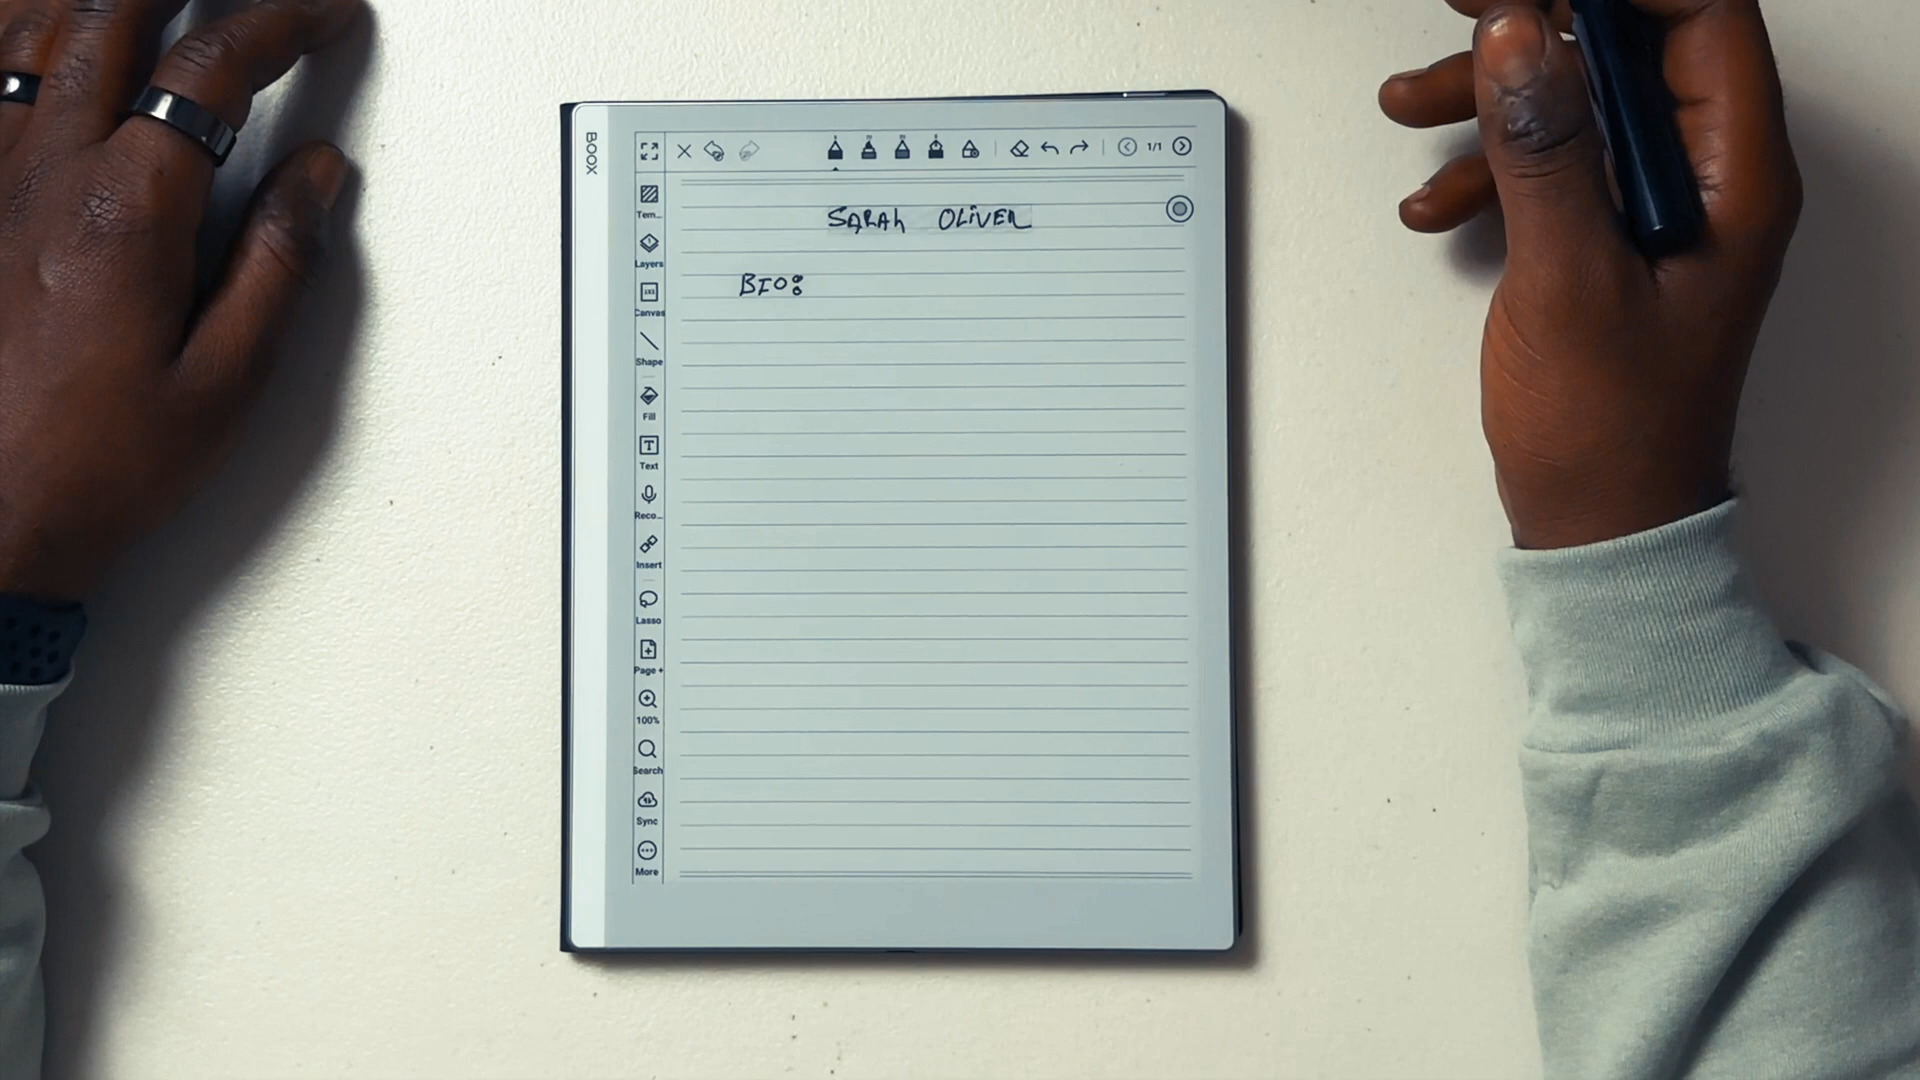 BOOX
1/1
Tem...
Layers
Canvas
Shape
Fill
Text
Reco...
Insert
Lasso
Page +
100%
Search
Sync
More
SARAh OLiVER
BIO: